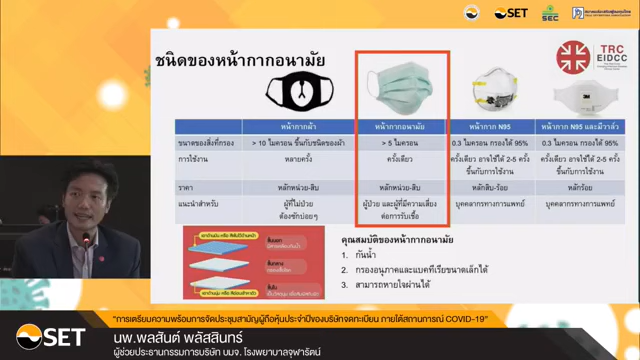 SET
SEC
ชนิดของหน้ากากอนามัย
TRC
EIDCC
หน้ากากผ้า หน้ากากอนามัย หน้ากาก N95 หน้ากาก N95 และมีวาล์ว
ขนาดของสิ่งที่กรอง > 10 ไมครอน ขึ้นกับชนิดของผ้า > 5 ไมครอน 0.3 ไมครอน กรองได้ 95% 0.3 ไมครอน กรองได้ 95%
การใช้งาน หลายครั้ง ครั้งเดียว ครั้งเดียว อาจใช้ได้ 2-5 ครั้ง ครั้งเดียว อาจใช้ได้ 2-5 ครั้ง
ขึ้นกับการใช้งาน ขึ้นกับการใช้งาน
ราคา หลักหน่วย-สิบ หลักหน่วย-สิบ หลักสิบ-ร้อย หลักร้อย
แนะนำสำหรับ ผู้ที่ไม่ป่วย ผู้ป่วย และผู้ที่มีความเสี่ยง บุคคลากรทางการแพทย์ บุคคลากรทางการแพทย์
ต้องซักบ่อยๆ ต่อการรับเชื้อ
คุณสมบัติของหน้ากากอนามัย
1. กันน้ำ
2. กรองอนุภาคและแบคทีเรียขนาดเล็กได้
3. สามารถหายใจผ่านได้
ชั้นนอก
ชั้นกลาง
ชั้นใน
SET
"การเตรียมความพร้อมการจัดประชุมสามัญผู้ถือหุ้นประจำปีของบริษัทจดทะเบียน ภายใต้สถานการณ์ COVID-19"
นพ.พลสันต์ พลัสสินทร์
ผู้ช่วยประธานกรรมการบริษัท บมจ. โรงพยาบาลจุฬารัตน์
SET